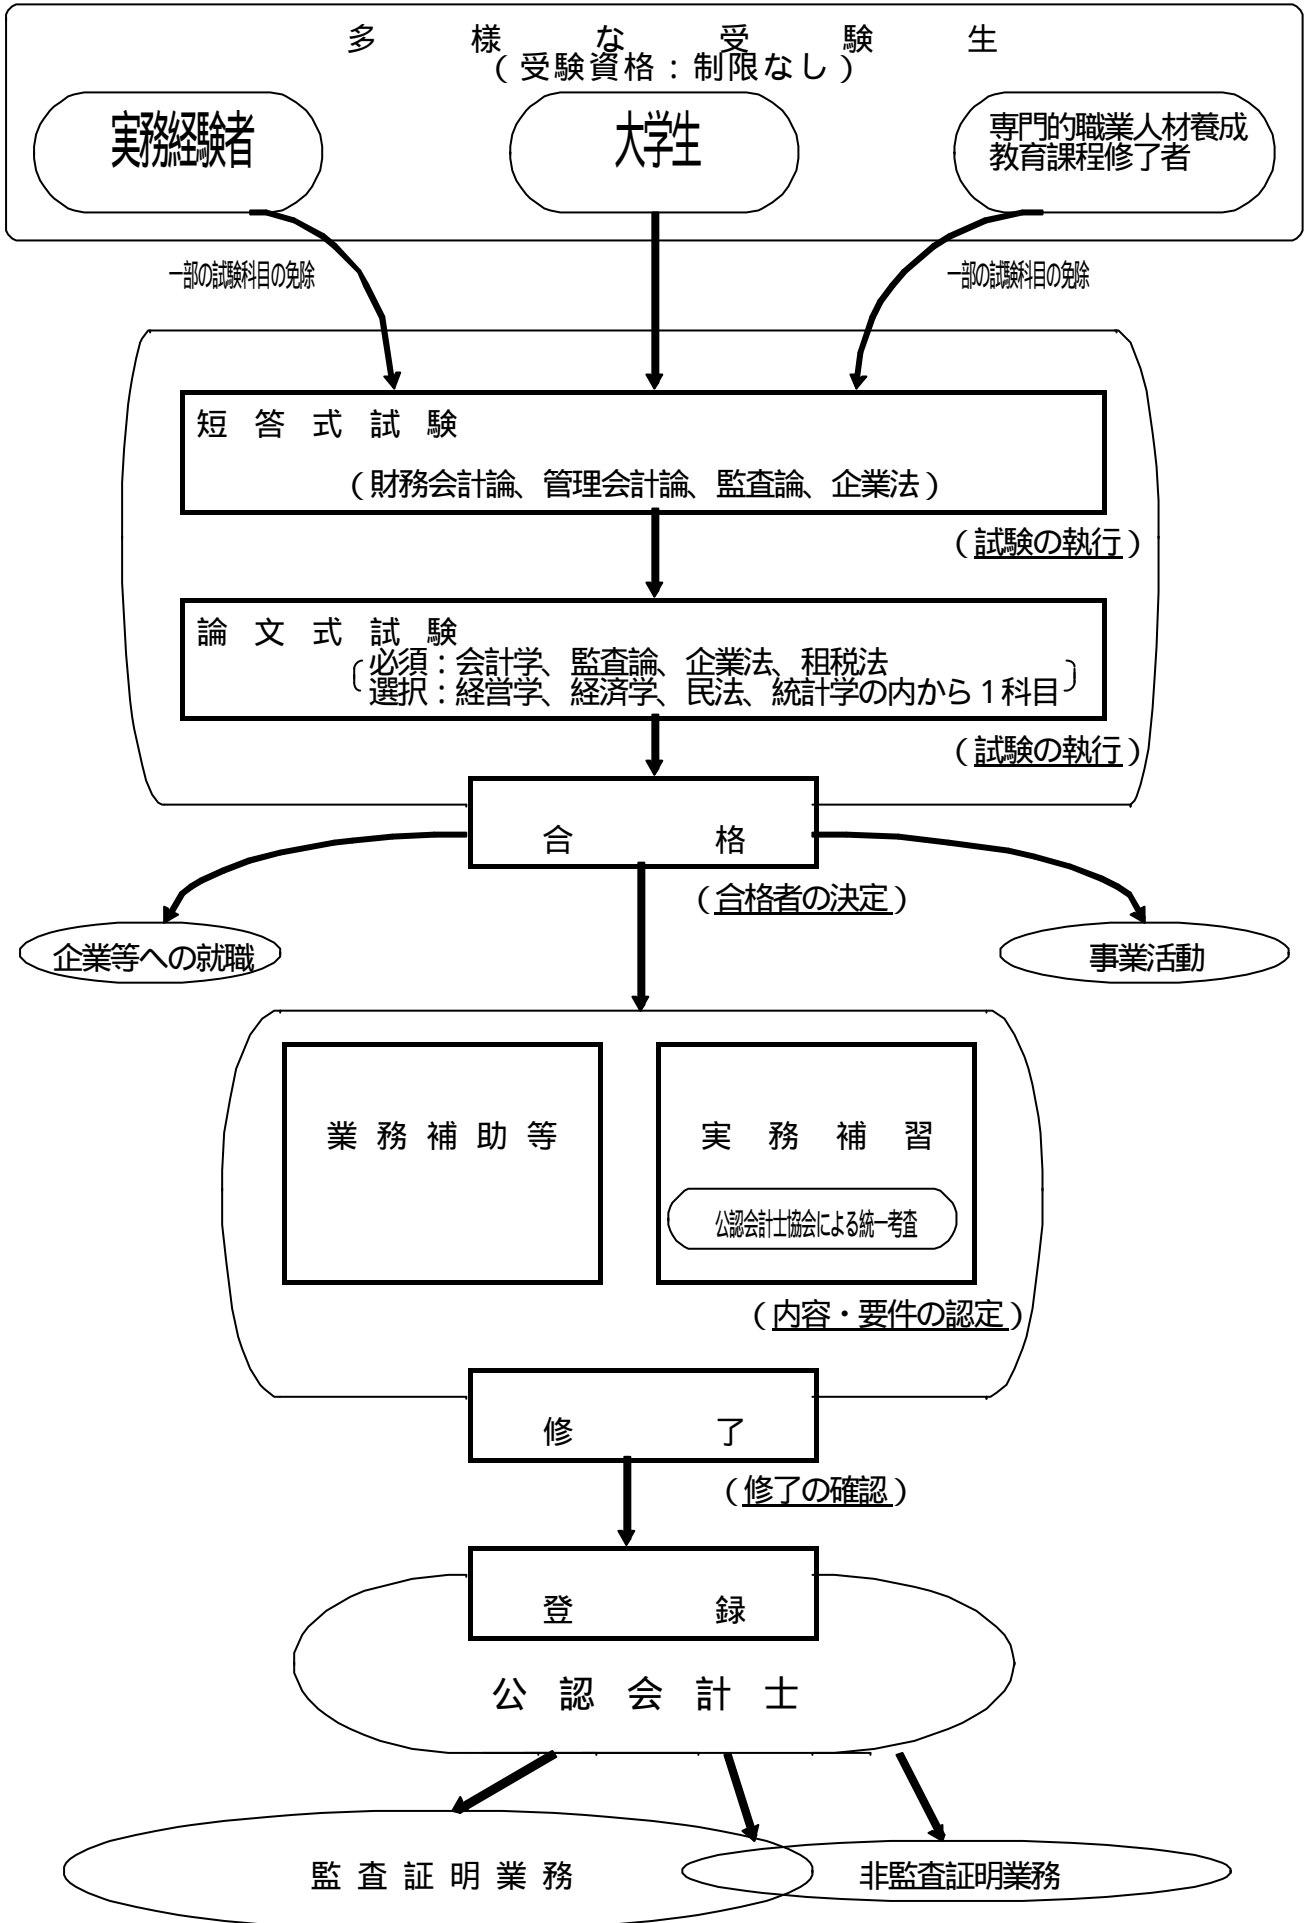 多様な受験生
(受験資格：制限なし)
実務経験者
大学生
専門的職業人材養成
教育課程修了者
一部の試験科目の免除
一部の試験科目の免除
短答式試験
(財務会計論、管理会計論、監査論、企業法)
(試験の執行)
論文式試験
必須：会計学、監査論、企業法、租税法
選択：経営学、経済学、民法、統計学の内から1科目
(試験の執行)
合格
(合格者の決定)
企業等への就職
事業活動
業務補助等
実務補習
公認会計士協会による統一考査
(内容・要件の認定)
修了
(修了の確認)
登録
公認会計士
監査証明業務
非監査証明業務